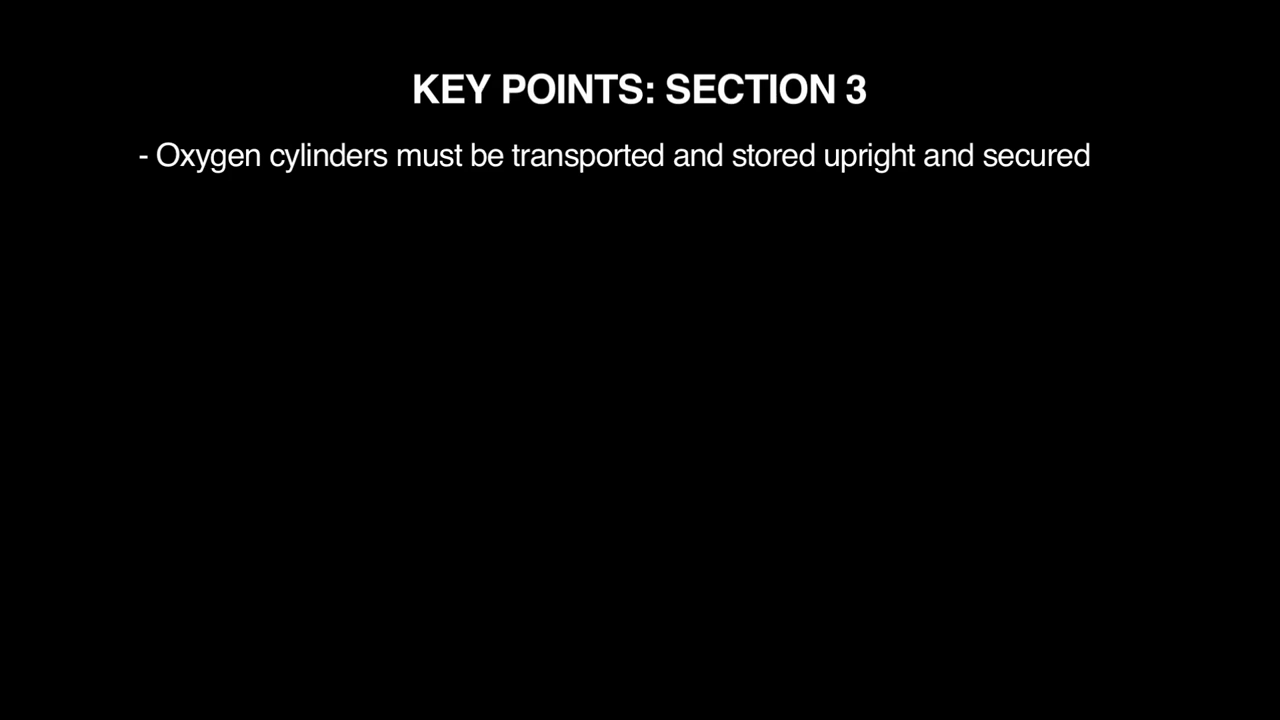 KEY POINTS: SECTION 3
- Oxygen cylinders must be transported and stored upright and secured